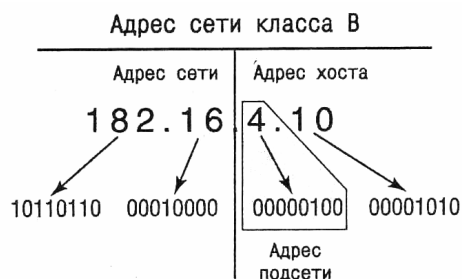 Адрес сети класса B
Адрес сети Адрес хоста
182.16.4.10
10110110 00010000 00000100 00001010
Адрес
подсети